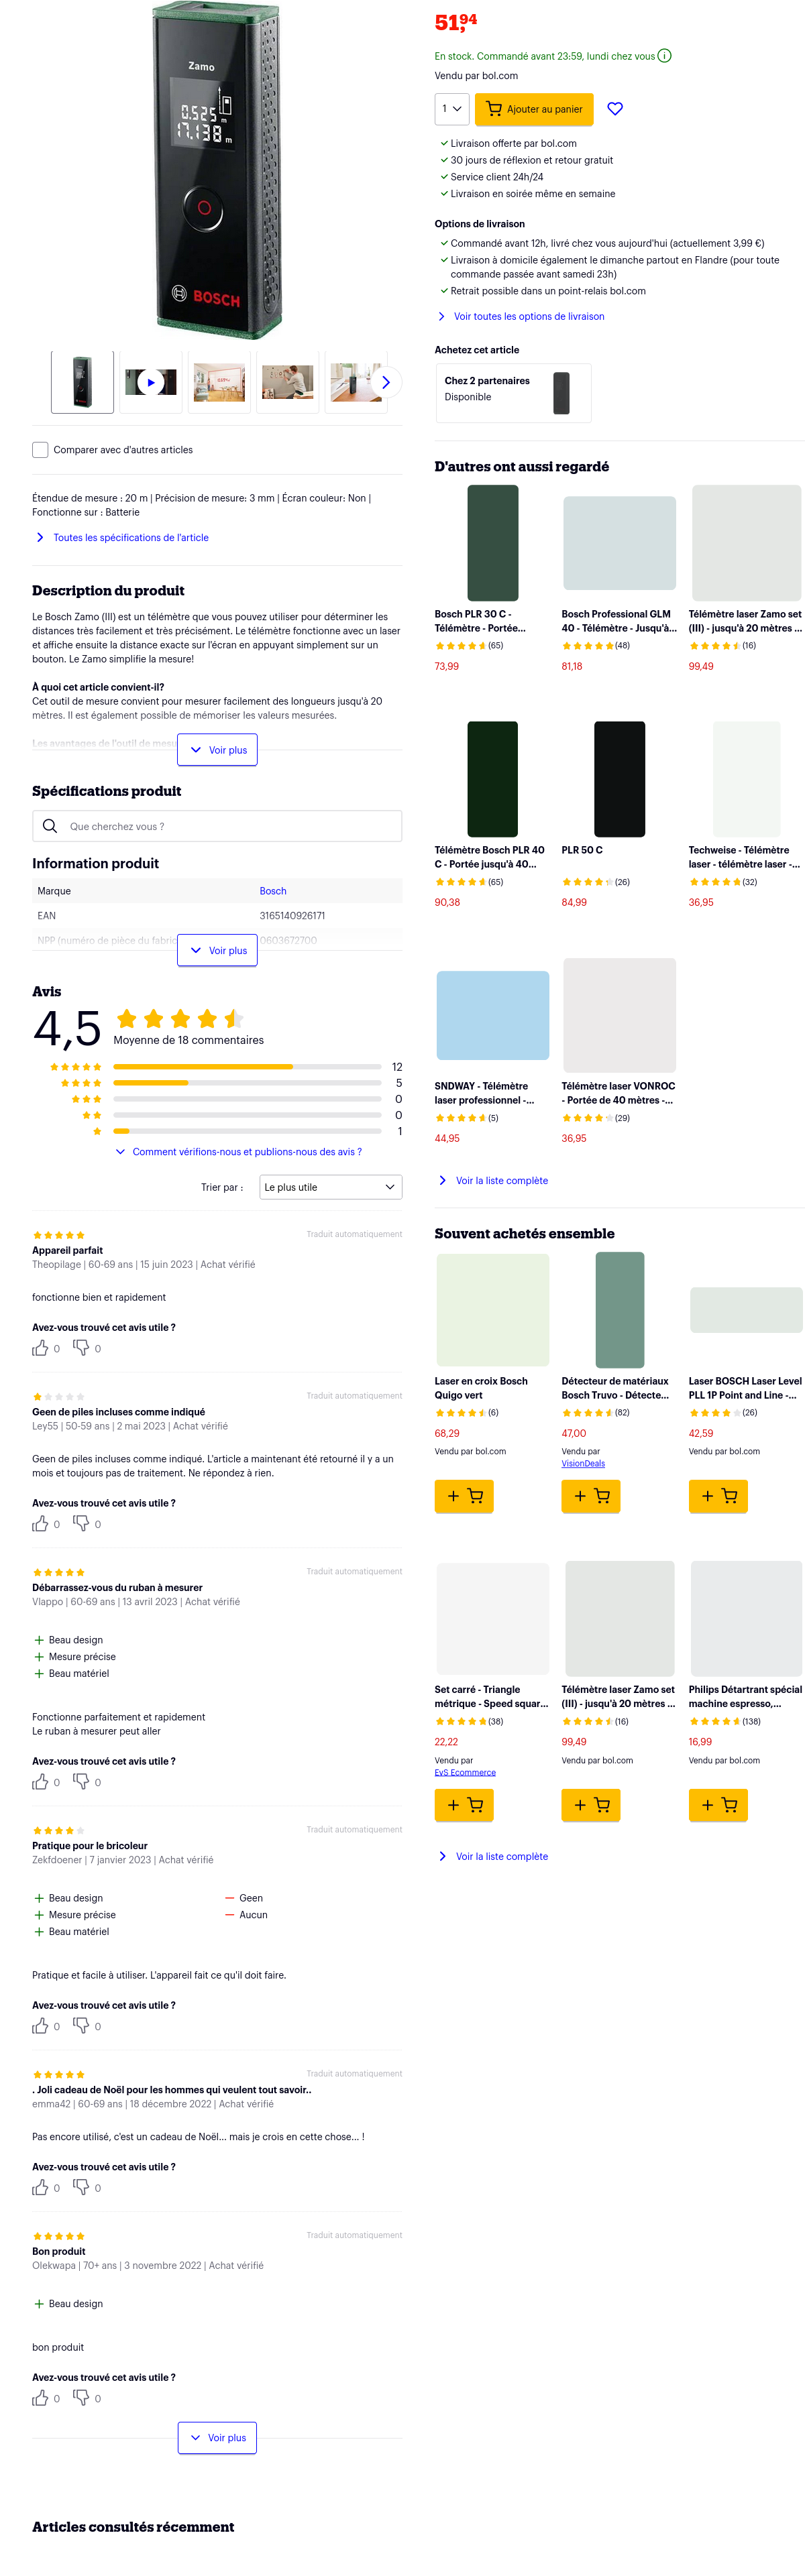 Zamo
0.525 m
17.138 m
BOSCH
Comparer avec d'autres articles
Étendue de mesure : 20 m | Précision de mesure: 3 mm | Écran couleur: Non |
Fonctionne sur : Batterie
Toutes les spécifications de l'article
Description du produit
Le Bosch Zamo (III) est un télémètre que vous pouvez utiliser pour déterminer les
distances très facilement et très précisément. Le télémètre fonctionne avec un laser
et affiche ensuite la distance exacte sur l'écran en appuyant simplement sur un
bouton. Le Zamo simplifie la mesure!
À quoi cet article convient-il?
Cet outil de mesure convient pour mesurer facilement des longueurs jusqu'à 20
mètres. Il est également possible de mémoriser les valeurs mesurées.
Les avantages de l'outil de mesu
Voir plus
Spécifications produit
Que cherchez vous ?
Information produit
Marque Bosch
EAN 3165140926171
NPP (numéro de pièce du fabric 0603672700
Voir plus
Avis
4,5
Moyenne de 18 commentaires
12
5
0
0
1
Comment vérifions-nous et publions-nous des avis ?
Trier par : Le plus utile
Traduit automatiquement
Appareil parfait
Theopilage | 60-69 ans | 15 juin 2023 | Achat vérifié
fonctionne bien et rapidement
Avez-vous trouvé cet avis utile ?
0 0
Traduit automatiquement
Geen de piles incluses comme indiqué
Ley55 | 50-59 ans | 2 mai 2023 | Achat vérifié
Geen de piles incluses comme indiqué. L'article a maintenant été retourné il y a un
mois et toujours pas de traitement. Ne répondez à rien.
Avez-vous trouvé cet avis utile ?
0 0
Traduit automatiquement
Débarrassez-vous du ruban à mesurer
Vlappo | 60-69 ans | 13 avril 2023 | Achat vérifié
Beau design
Mesure précise
Beau matériel
Fonctionne parfaitement et rapidement
Le ruban à mesurer peut aller
Avez-vous trouvé cet avis utile ?
0 0
Traduit automatiquement
Pratique pour le bricoleur
Zekfdoener | 7 janvier 2023 | Achat vérifié
Beau design Geen
Mesure précise Aucun
Beau matériel
Pratique et facile à utiliser. L'appareil fait ce qu'il doit faire.
Avez-vous trouvé cet avis utile ?
0 0
Traduit automatiquement
. Joli cadeau de Noël pour les hommes qui veulent tout savoir..
emma42 | 60-69 ans | 18 décembre 2022 | Achat vérifié
Pas encore utilisé, c'est un cadeau de Noël... mais je crois en cette chose... !
Avez-vous trouvé cet avis utile ?
0 0
Traduit automatiquement
Bon produit
Olekwapa | 70+ ans | 3 novembre 2022 | Achat vérifié
Beau design
bon produit
Avez-vous trouvé cet avis utile ?
0 0
Voir plus
Articles consultés récemment
51,94
En stock. Commandé avant 23:59, lundi chez vous
Vendu par bol.com
1 Ajouter au panier
Livraison offerte par bol.com
30 jours de réflexion et retour gratuit
Service client 24h/24
Livraison en soirée même en semaine
Options de livraison
Commandé avant 12h, livré chez vous aujourd'hui (actuellement 3,99 €)
Livraison à domicile également le dimanche partout en Flandre (pour toute
commande passée avant samedi 23h)
Retrait possible dans un point-relais bol.com
Voir toutes les options de livraison
Achetez cet article
Chez 2 partenaires
Disponible
D'autres ont aussi regardé
Bosch PLR 30 C -
Télémètre - Portée...
(65)
73,99
Bosch Professional GLM
40 - Télémètre - Jusqu'à...
(48)
81,18
Télémètre laser Zamo set
(III) - jusqu'à 20 mètres ...
(16)
99,49
Télémètre Bosch PLR 40
C - Portée jusqu'à 40...
(65)
90,38
PLR 50 C
(26)
84,99
Techweise - Télémètre
laser - télémètre laser -...
(32)
36,95
SNDWAY - Télémètre
laser professionnel -...
(5)
44,95
Télémètre laser VONROC
- Portée de 40 mètres -...
(29)
36,95
Voir la liste complète
Souvent achetés ensemble
Laser en croix Bosch
Quigo vert
(6)
68,29
Vendu par bol.com
Détecteur de matériaux
Bosch Truvo - Détecte...
(82)
47,00
Vendu par
VisionDeals
Laser BOSCH Laser Level
PLL 1P Point and Line -...
(26)
42,59
Vendu par bol.com
Set carré - Triangle
métrique - Speed squar...
(38)
22,22
Vendu par
EvS Ecommerce
Télémètre laser Zamo set
(III) - jusqu'à 20 mètres ...
(16)
99,49
Vendu par bol.com
Philips Détartrant spécial
machine espresso,...
(138)
16,99
Vendu par bol.com
Voir la liste complète